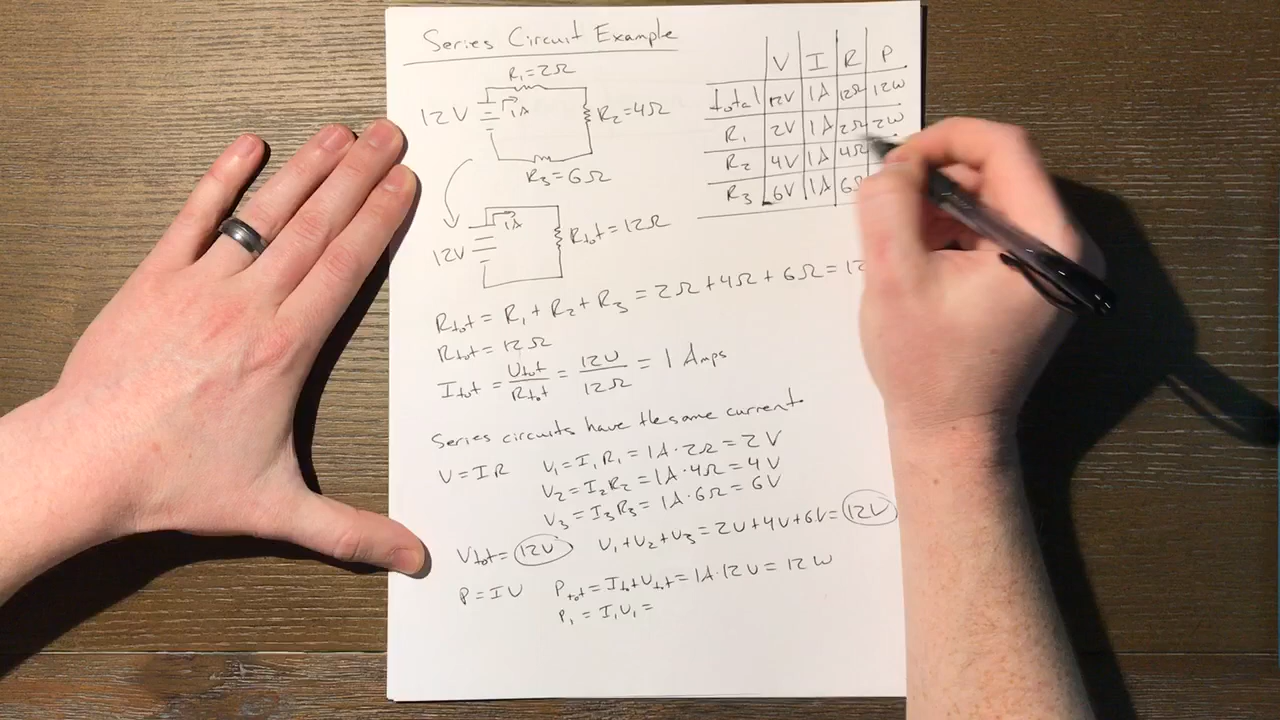 Series Circuit Example
R₁=2Ω
12V 1A R₂=4Ω
R₃=6Ω
12V 1A Rtot=12Ω
V I R P
total 12V 1A 12Ω 12W
R₁ 2V 1A 2Ω 2W
R₂ 4V 1A 4Ω
R₃ 6V 1A 6Ω
Rtot = R₁ + R₂ + R₃ = 2Ω + 4Ω + 6Ω = 12
Rtot = 12Ω
Itot = Vtot/Rtot = 12V/12Ω = 1 Amps
Series circuits have the same current
V = IR V₁ = I₁R₁ = 1A·2Ω = 2V
V₂ = I₂R₂ = 1A·4Ω = 4V
V₃ = I₃R₃ = 1A·6Ω = 6V
Vtot = 12V V₁+V₂+V₃ = 2V+4V+6V = 12V
P = IV Ptot = ItotVtot = 1A·12V = 12W
P₁ = I₁V₁ =